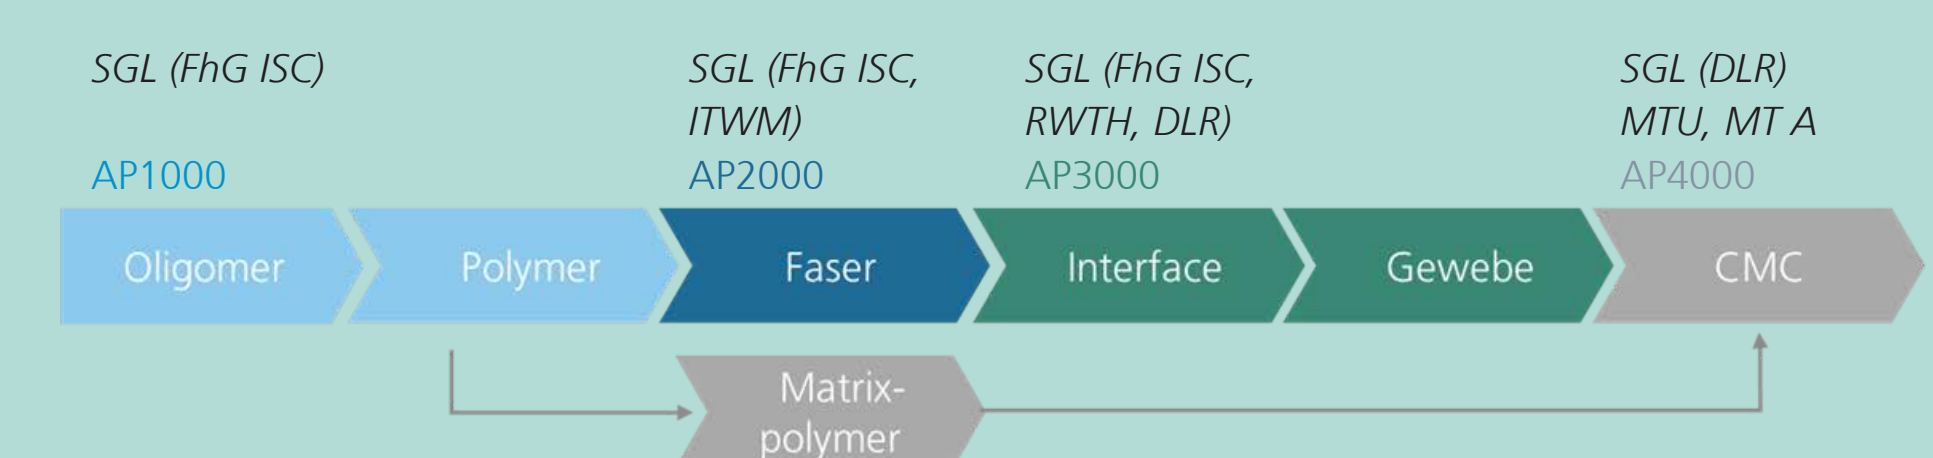 SGL (FhG ISC)
SGL (FhG ISC,
ITWM)
SGL (FhG ISC,
RWTH, DLR)
SGL (DLR)
MTU, MT A
AP1000
AP2000
AP3000
AP4000
Oligomer
Polymer
Faser
Interface
Gewebe
CMC
Matrix-
polymer